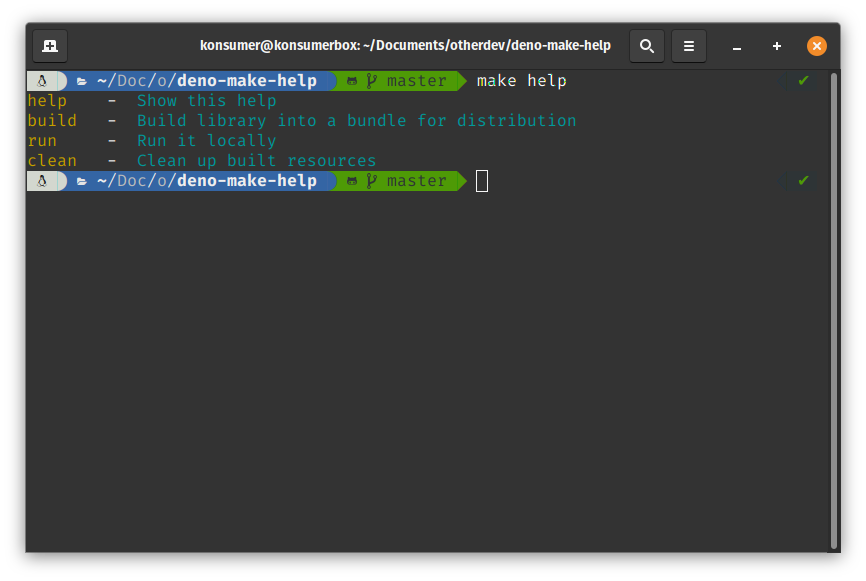 konsumer@konsumerbox: ~/Documents/otherdev/deno-make-help
~/Doc/o/deno-make-help master make help ✔
help - Show this help
build - Build library into a bundle for distribution
run - Run it locally
clean - Clean up built resources
~/Doc/o/deno-make-help master ✔